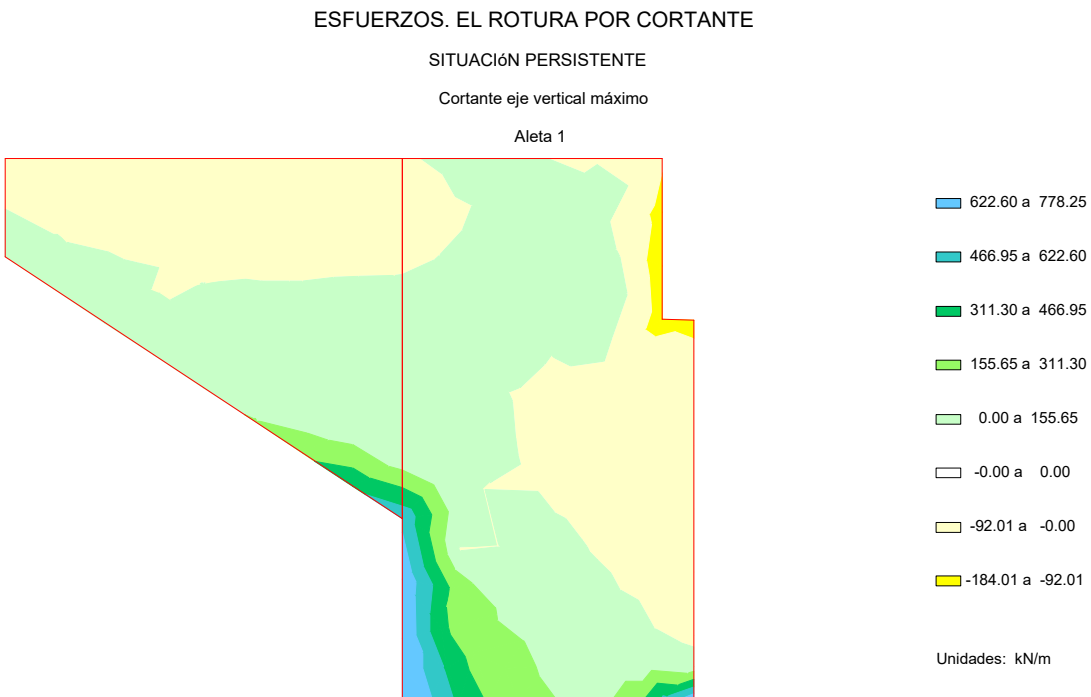 ESFUERZOS. EL ROTURA POR CORTANTE
SITUACIóN PERSISTENTE
Cortante eje vertical máximo
Aleta 1
622.60 a 778.25
466.95 a 622.60
311.30 a 466.95
155.65 a 311.30
0.00 a 155.65
-0.00 a 0.00
-92.01 a -0.00
-184.01 a -92.01
Unidades: kN/m